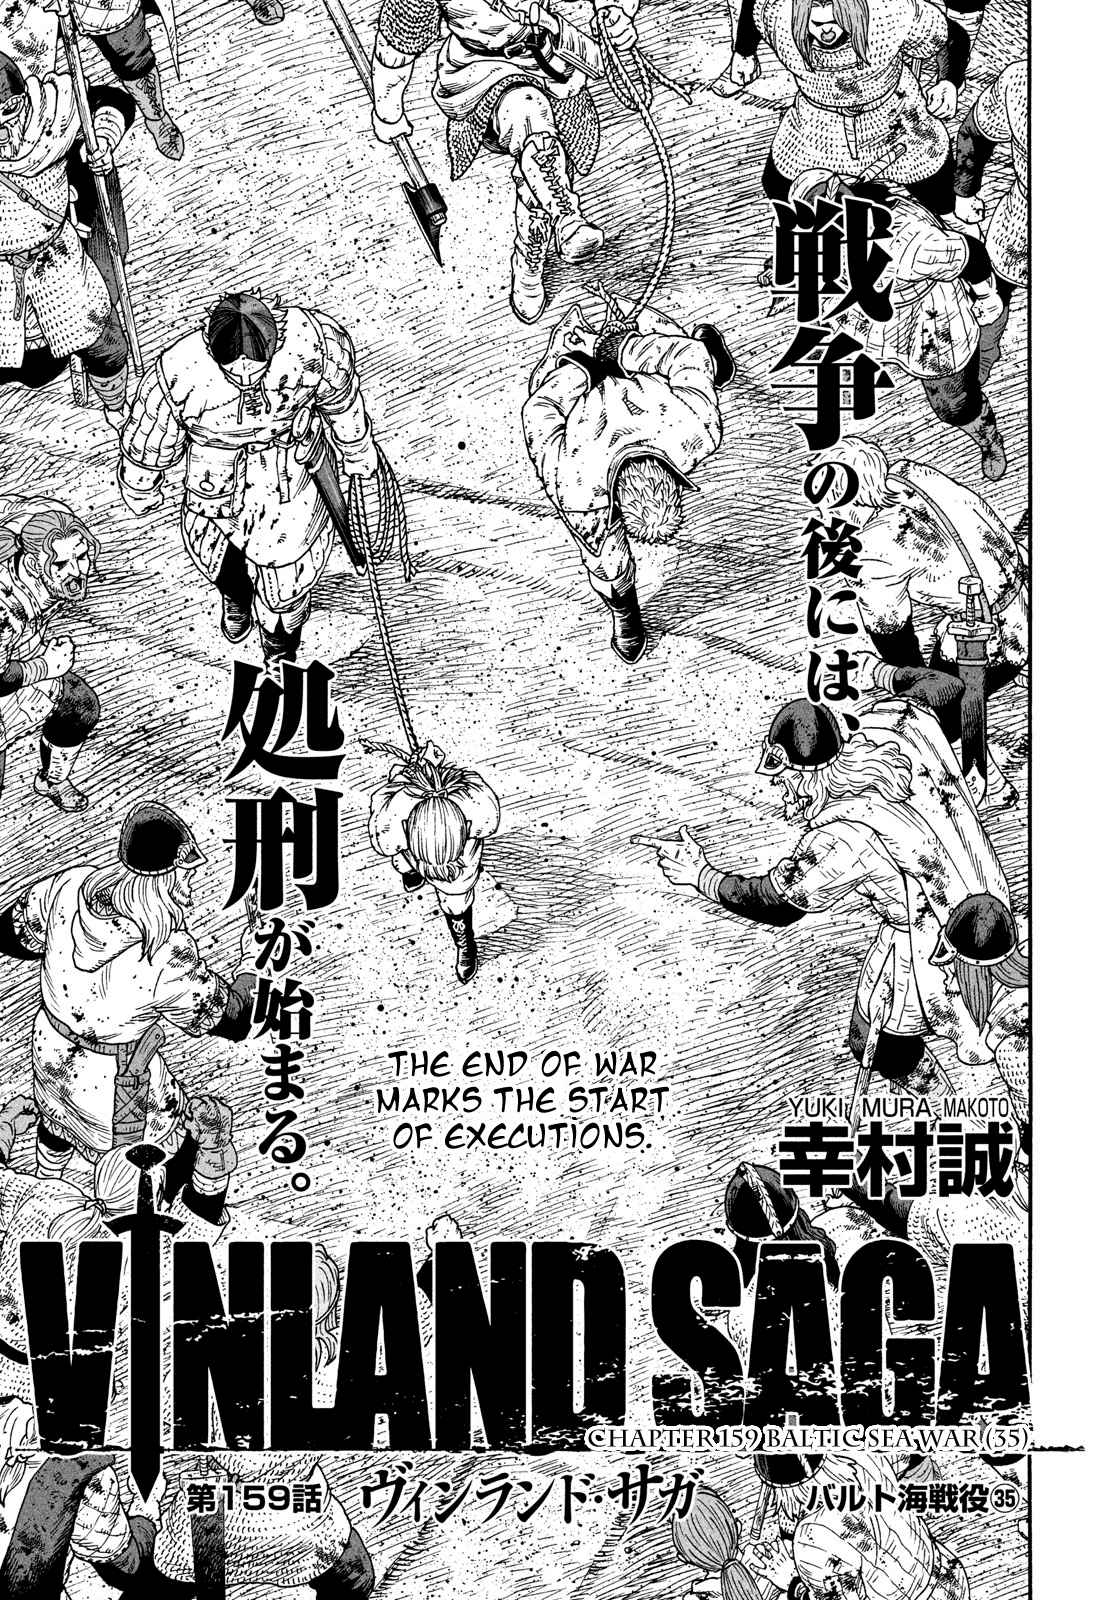 戦争の後には、
処刑が始まる。
THE END OF WAR
MARKS THE START
OF EXECUTIONS.
YUKI MURA MAKOTO
幸村誠
VINLAND SAGA
CHAPTER 159 BALTIC SEA WAR (35)
第159話
ヴィンランド・サガ
バルト海戦役㉟